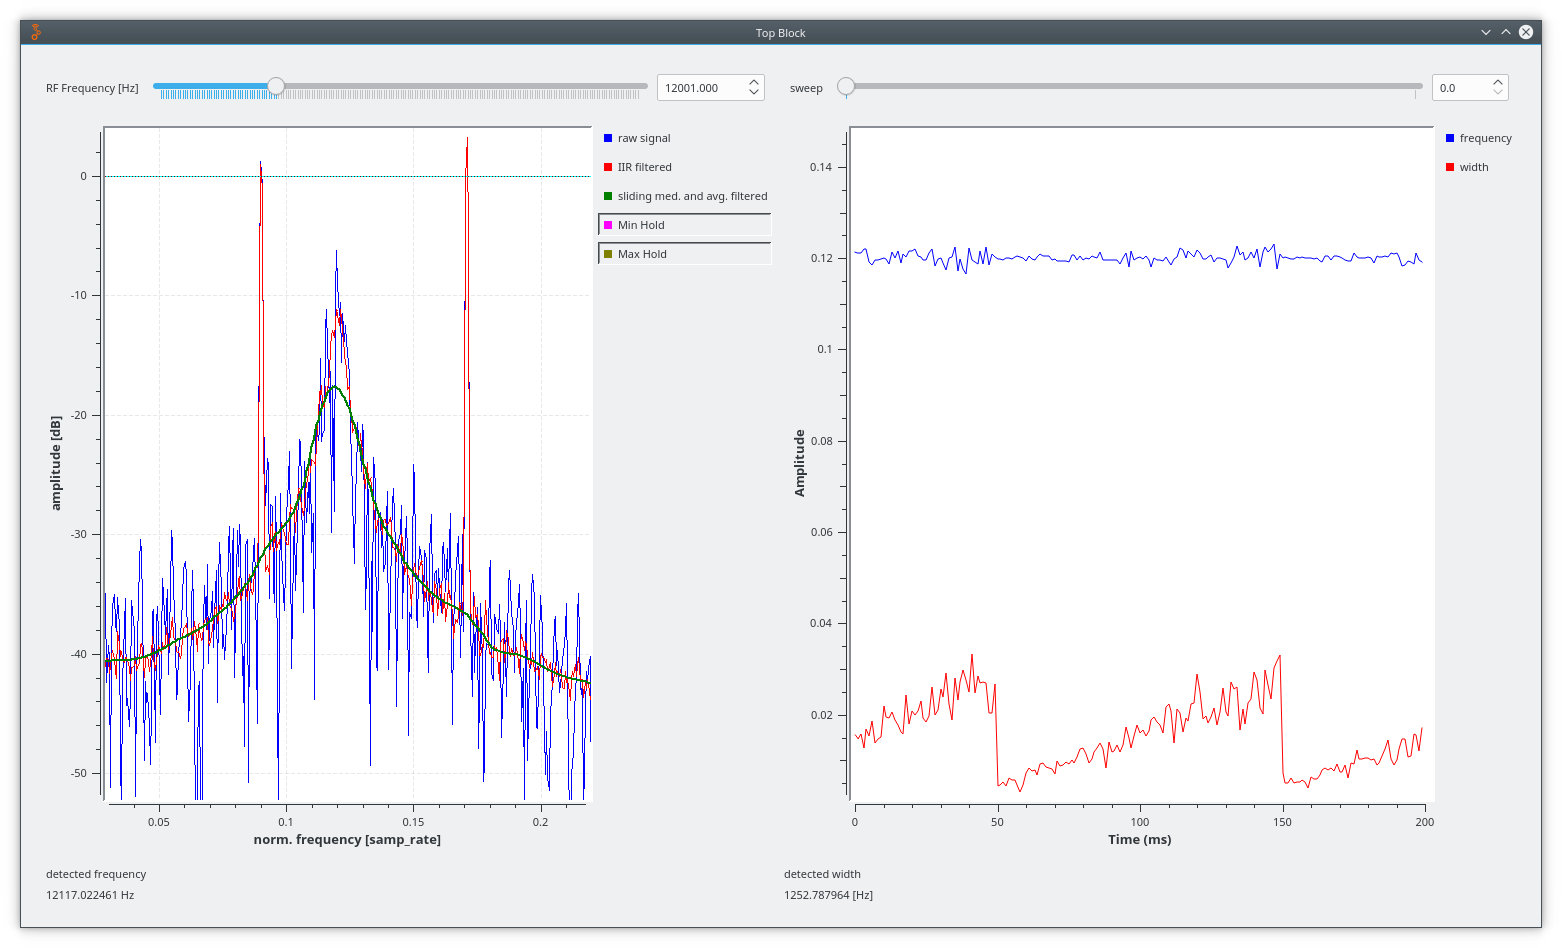 Top Block
RF Frequency [Hz]
12001.000
sweep
0.0
raw signal
IIR filtered
sliding med. and avg. filtered
Min Hold
Max Hold
0
-10
-20
-30
-40
-50
amplitude [dB]
0.05
0.1
0.15
0.2
norm. frequency [samp_rate]
frequency
width
0.14
0.12
0.1
0.08
0.06
0.04
0.02
Amplitude
0
50
100
150
200
Time (ms)
detected frequency
12117.022461 Hz
detected width
1252.787964 [Hz]